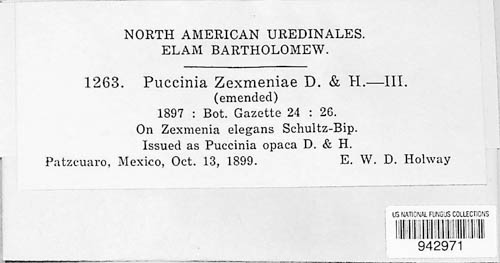 NORTH AMERICAN UREDINALES.
ELAM BARTHOLOMEW.
1263. Puccinia Zexmeniae D. & H.—III.
(emended)
1897 : Bot. Gazette 24 : 26.
On Zexmenia elegans Schultz-Bip.
Issued as Puccinia opaca D. & H.
Patzcuaro, Mexico, Oct. 13, 1899. E. W. D. Holway
US NATIONAL FUNGUS COLLECTIONS
942971